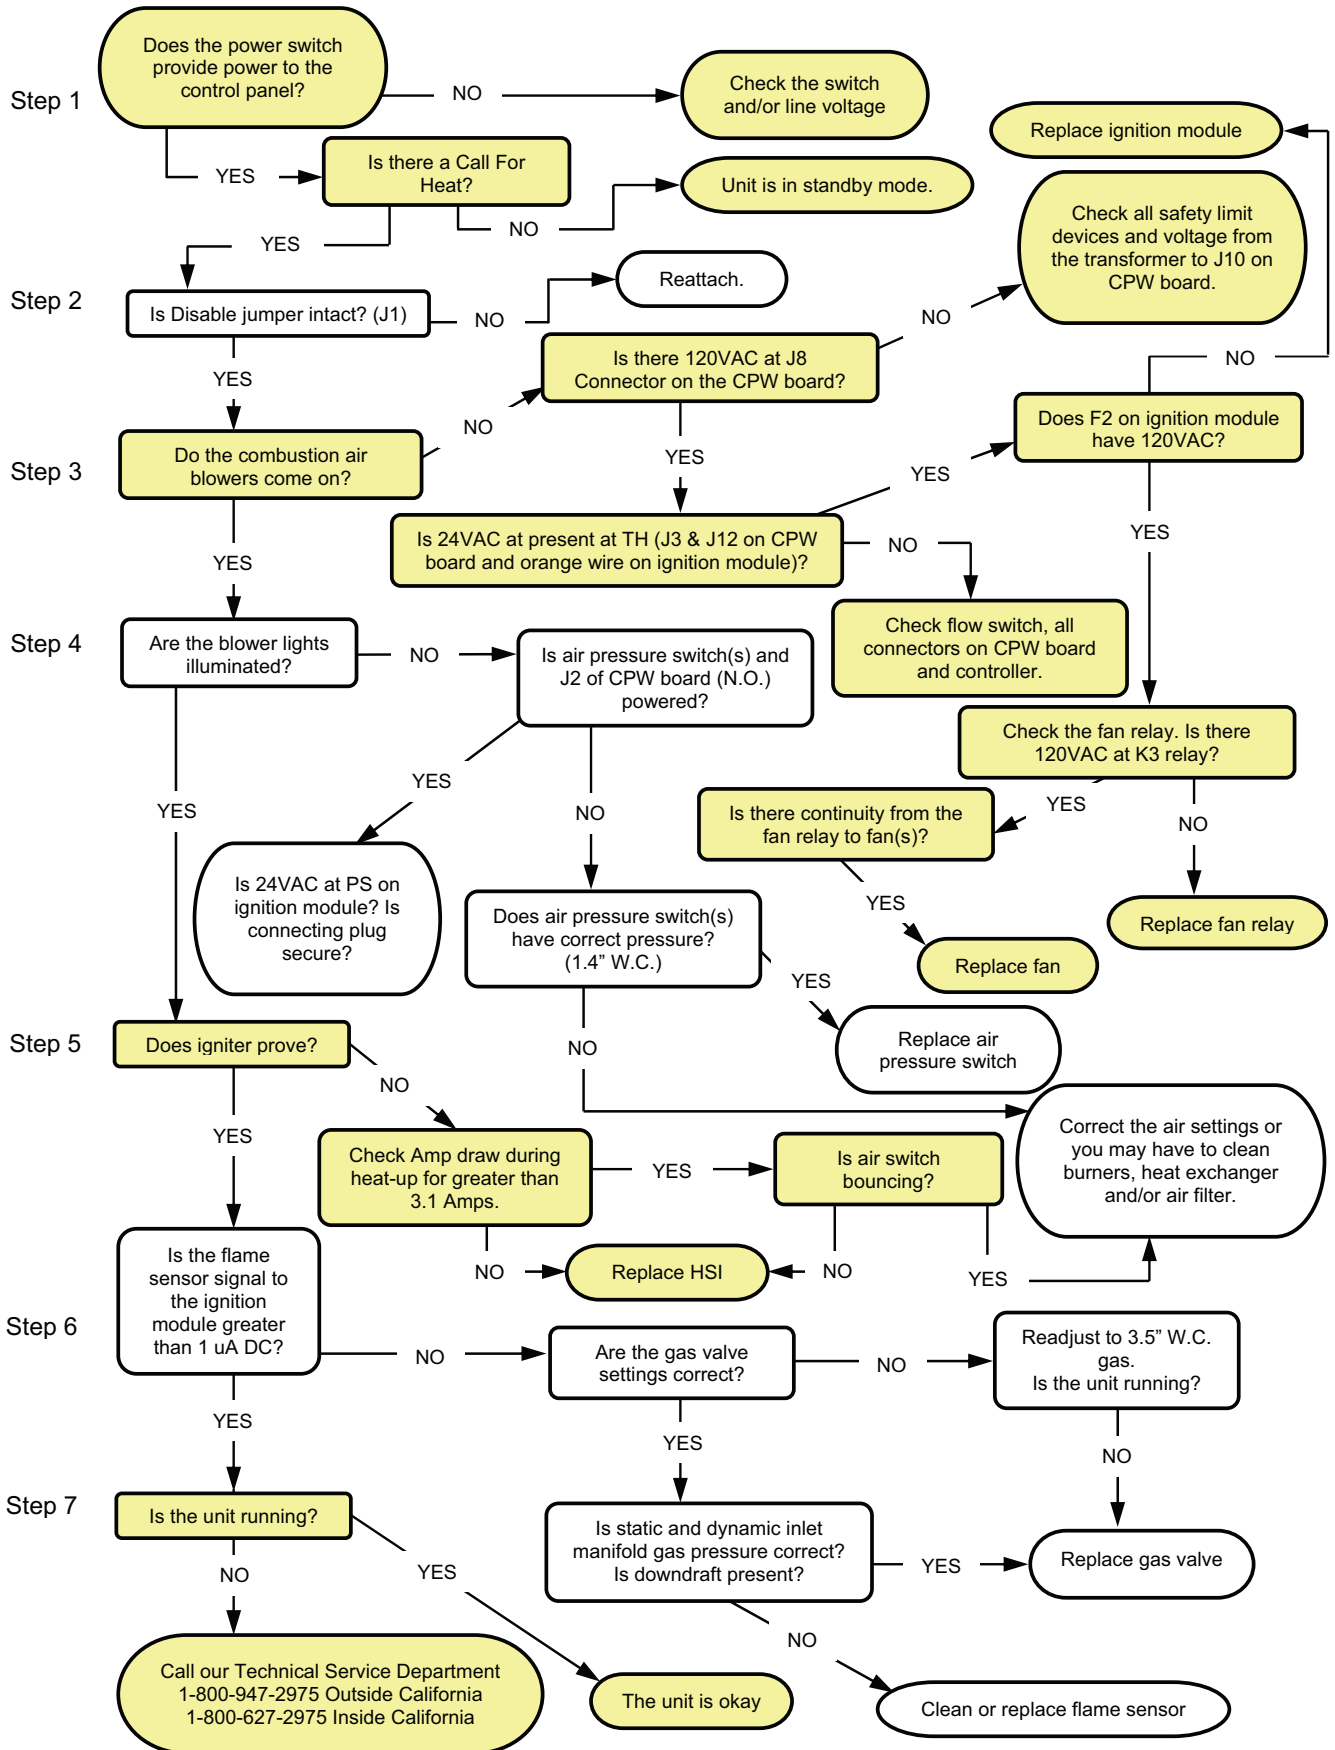 Step 1
Does the power switch
provide power to the
control panel?
NO
Check the switch
and/or line voltage
Replace ignition module
YES
Is there a Call For
Heat?
NO
Unit is in standby mode.
Check all safety limit
devices and voltage from
the transformer to J10 on
CPW board.
YES
Step 2
Is Disable jumper intact? (J1)
NO
Reattach.
YES
Is there 120VAC at J8
Connector on the CPW board?
NO
NO
Does F2 on ignition module
have 120VAC?
Step 3
Do the combustion air
blowers come on?
NO
YES
YES
YES
YES
Is 24VAC at present at TH (J3 & J12 on CPW
board and orange wire on ignition module)?
NO
Step 4
Are the blower lights
illuminated?
NO
Is air pressure switch(s) and
J2 of CPW board (N.O.)
powered?
Check flow switch, all
connectors on CPW board
and controller.
Check the fan relay. Is there
120VAC at K3 relay?
YES
YES
NO
YES
NO
Is there continuity from the
fan relay to fan(s)?
Is 24VAC at PS on
ignition module? Is
connecting plug
secure?
Does air pressure switch(s)
have correct pressure?
(1.4” W.C.)
YES
Replace fan relay
Replace fan
YES
Step 5
Does igniter prove?
NO
NO
Replace air
pressure switch
YES
Check Amp draw during
heat-up for greater than
3.1 Amps.
YES
Is air switch
bouncing?
Correct the air settings or
you may have to clean
burners, heat exchanger
and/or air filter.
NO
Replace HSI
NO
YES
Step 6
Is the flame
sensor signal to
the ignition
module greater
than 1 uA DC?
NO
Are the gas valve
settings correct?
NO
Readjust to 3.5” W.C.
gas.
Is the unit running?
YES
YES
NO
Step 7
Is the unit running?
Is static and dynamic inlet
manifold gas pressure correct?
Is downdraft present?
YES
Replace gas valve
NO
YES
NO
Call our Technical Service Department
1-800-947-2975 Outside California
1-800-627-2975 Inside California
The unit is okay
Clean or replace flame sensor